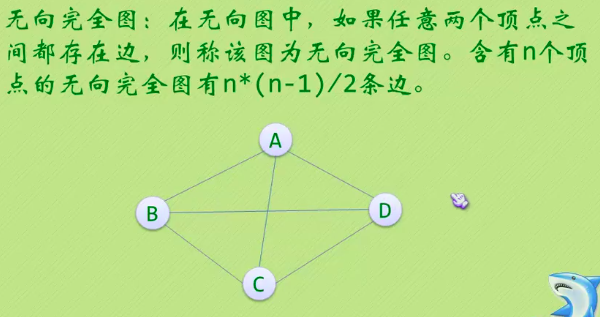 无向完全图：在无向图中，如果任意两个顶点之
间都存在边，则称该图为无向完全图。含有n个顶
点的无向完全图有n*(n-1)/2条边。
A
B
D
C